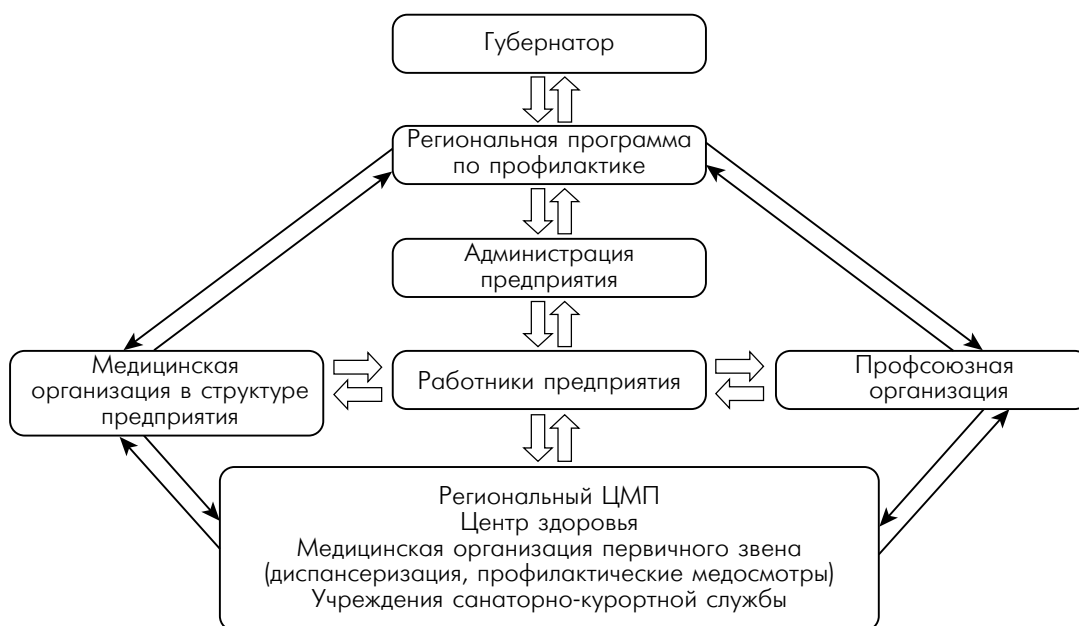 Губернатор
Региональная программа
по профилактике
Администрация
предприятия
Медицинская
организация в структуре
предприятия
Работники предприятия
Профсоюзная
организация
Региональный ЦМП
Центр здоровья
Медицинская организация первичного звена
(диспансеризация, профилактические медосмотры)
Учреждения санаторно-курортной службы